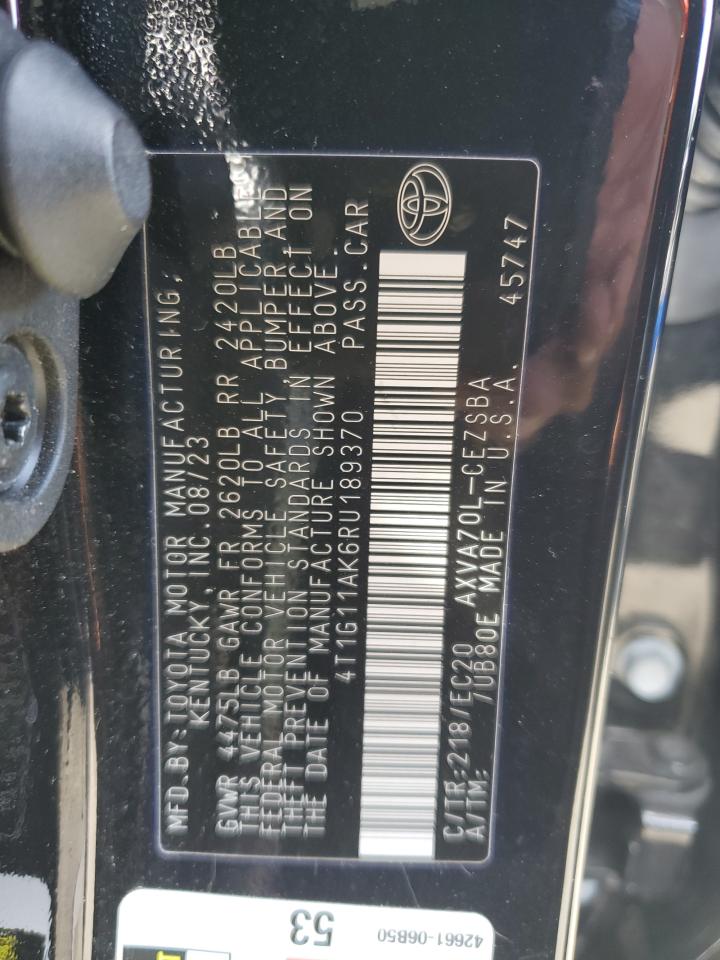 MFD.BY:TOYOTA MOTOR MANUFACTURING,
KENTUCKY, INC. 08/23
GVWR 4475LB GAWR FR 2620LB RR 2420LB
THIS VEHICLE CONFORMS TO ALL APPLICABLE
FEDERAL MOTOR VEHICLE SAFETY, BUMPER AND
THEFT PREVENTION STANDARDS IN EFFECT ON
THE DATE OF MANUFACTURE SHOWN ABOVE.
4T1G11AK6RU189370 PASS.CAR
C/TR:218/EC20 AXVA70L-CEZSBA
A/TM: 7UB80E MADE IN U.S.A. 45747
53
42661-06B50